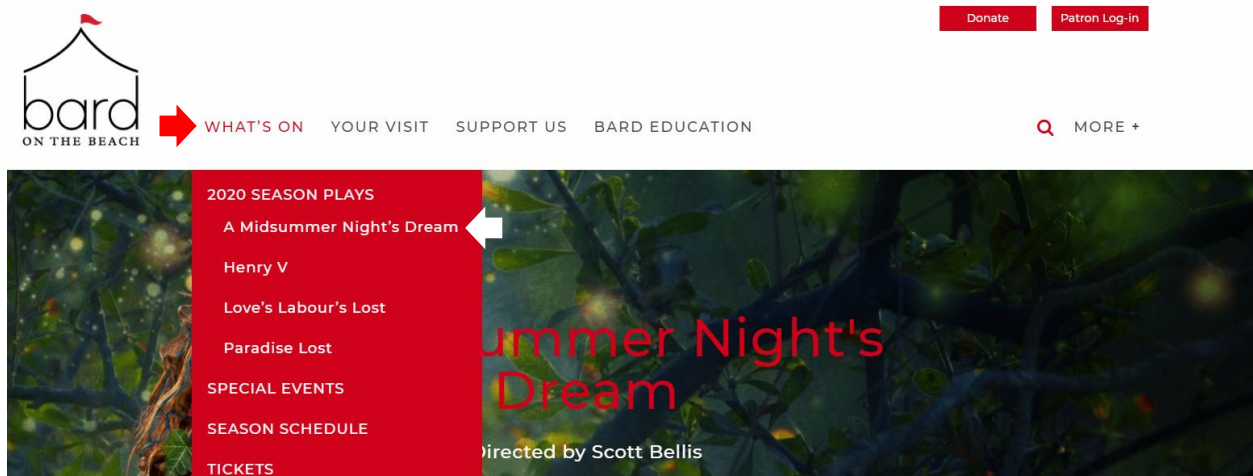 Donate
Patron Log-in
bard
ON THE BEACH
WHAT'S ON
YOUR VISIT
SUPPORT US
BARD EDUCATION
MORE +
2020 SEASON PLAYS
A Midsummer Night's Dream
Henry V
Love's Labour's Lost
Paradise Lost
SPECIAL EVENTS
SEASON SCHEDULE
TICKETS
ummer Night's
Dream
Directed by Scott Bellis